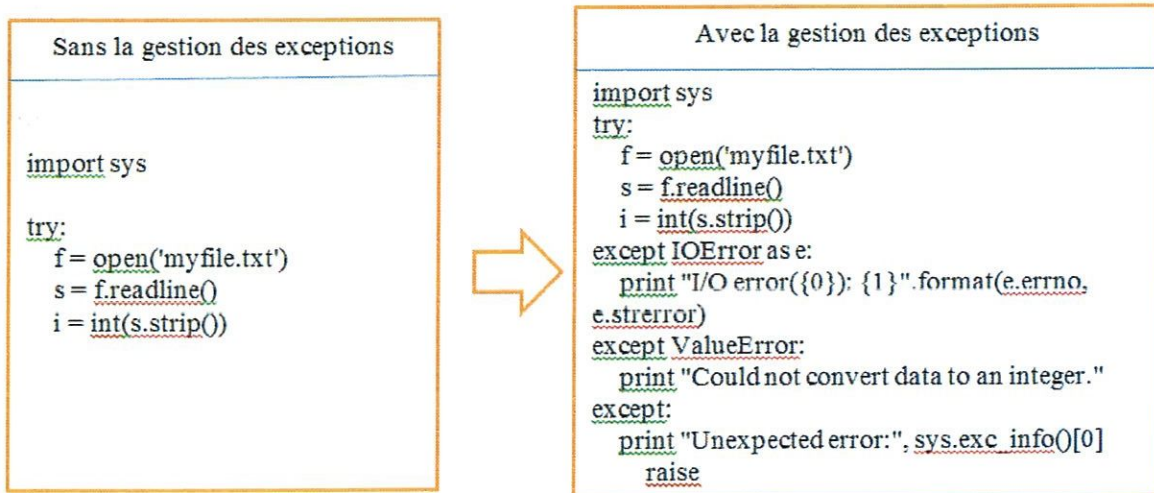 Sans la gestion des exceptions
import sys
try:
f = open('myfile.txt')
s = f.readline()
i = int(s.strip())
Avec la gestion des exceptions
import sys
try:
f = open('myfile.txt')
s = f.readline()
i = int(s.strip())
except IOError as e:
print "I/O error({0}): {1}".format(e.errno,
e.strerror)
except ValueError:
print "Could not convert data to an integer."
except:
print "Unexpected error:", sys.exc_info()[0]
raise